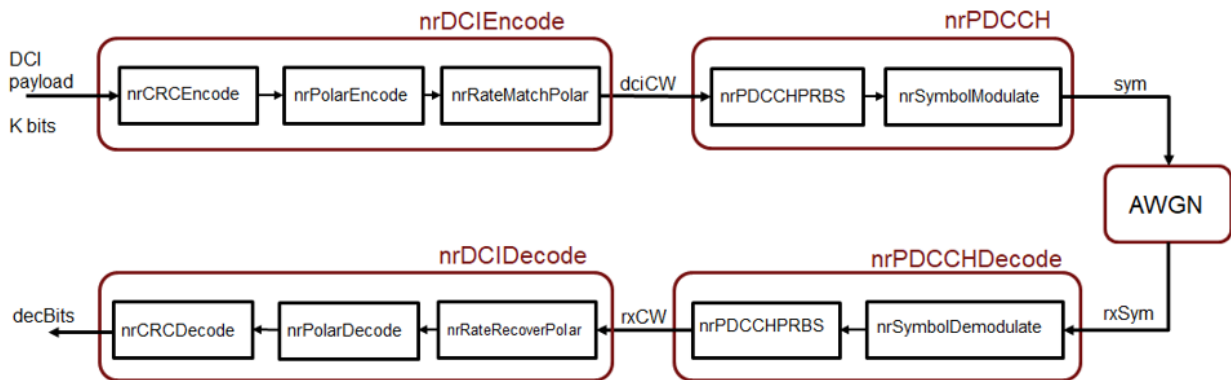 nrDCIEncode
nrPDCCH
DCI
payload
K bits
nrCRCEncode
nrPolarEncode
nrRateMatchPolar
dciCW
nrPDCCHPRBS
nrSymbolModulate
sym
AWGN
nrDCIDecode
nrPDCCHDecode
decBits
nrCRCDecode
nrPolarDecode
nrRateRecoverPolar
rxCW
nrPDCCHPRBS
nrSymbolDemodulate
rxSym